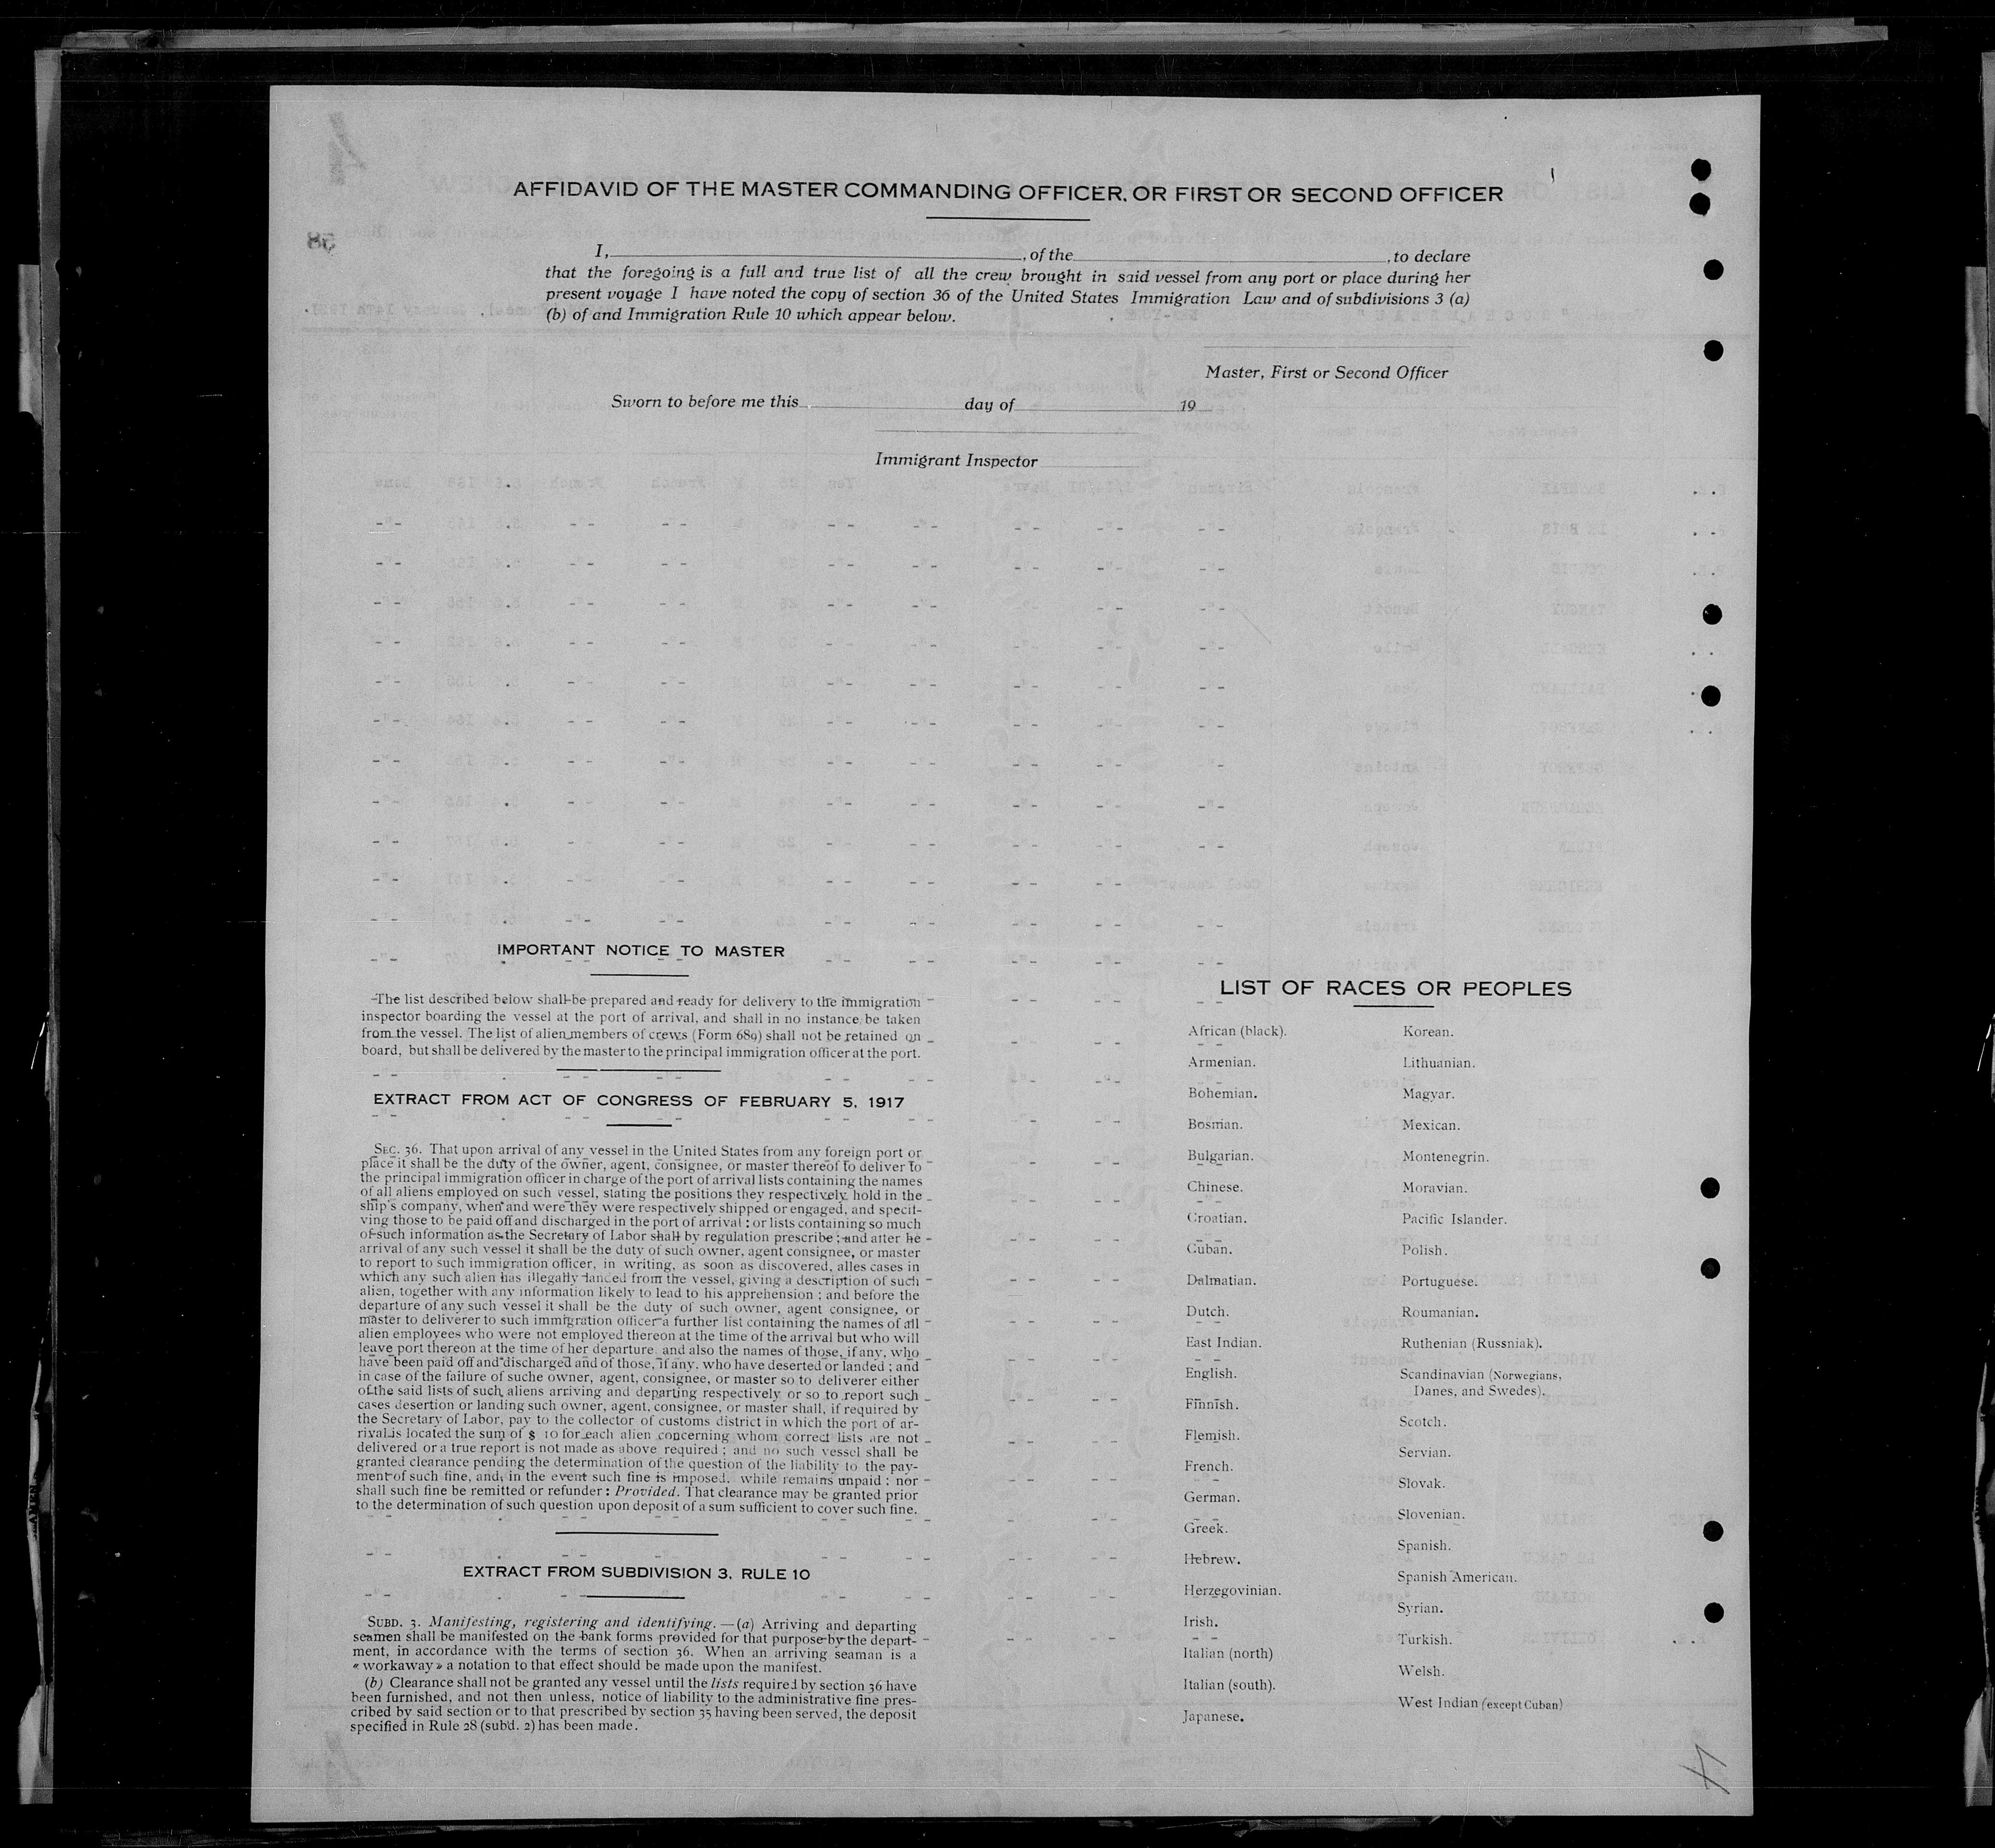 AFFIDAVID OF THE MASTER COMMANDING OFFICER, OR FIRST OR SECOND OFFICER
I, , of the , to declare
that the foregoing is a full and true list of all the crew brought in said vessel from any port or place during her
present voyage I have noted the copy of section 36 of the United States Immigration Law and of subdivisions 3 (a)
(b) of and Immigration Rule 10 which appear below.
Master, First or Second Officer
Sworn to before me this day of 19
Immigrant Inspector
IMPORTANT NOTICE TO MASTER
The list described below shall be prepared and ready for delivery to the immigration
inspector boarding the vessel at the port of arrival, and shall in no instance be taken
from the vessel. The list of alien members of crews (Form 689) shall not be retained on
board, but shall be delivered by the master to the principal immigration officer at the port.
EXTRACT FROM ACT OF CONGRESS OF FEBRUARY 5, 1917
SEC. 36. That upon arrival of any vessel in the United States from any foreign port or
place it shall be the duty of the owner, agent, consignee, or master thereof to deliver to
the principal immigration officer in charge of the port of arrival lists containing the names
of all aliens employed on such vessel, stating the positions they respectively hold in the
ship's company, when and were they were respectively shipped or engaged, and specif-
ving those to be paid off and discharged in the port of arrival : or lists containing so much
of such information as the Secretary of Labor shall by regulation prescribe ; and after he
arrival of any such vessel it shall be the duty of such owner, agent consignee, or master
to report to such immigration officer, in writing, as soon as discovered, alles cases in
which any such alien has illegally landed from the vessel, giving a description of such
alien, together with any information likely to lead to his apprehension ; and before the
departure of any such vessel it shall be the duty of such owner, agent consignee, or
master to deliverer to such immigration officer a further list containing the names of all
alien employees who were not employed thereon at the time of the arrival but who will
leave port thereon at the time of her departure and also the names of those, if any, who
have been paid off and discharged and of those, if any. who have deserted or landed ; and
in case of the failure of suche owner, agent, consignee, or master so to deliverer either
of the said lists of such aliens arriving and departing respectively or so to report such
cases desertion or landing such owner, agent, consignee, or master shall, if required by
the Secretary of Labor, pay to the collector of customs district in which the port of ar-
rival is located the sum of $ 10 for each alien concerning whom correct lists are not
delivered or a true report is not made as above required ; and no such vessel shall be
granted clearance pending the determination of the question of the liability to the pay-
ment of such fine, and, in the event such fine is imposed, while remains unpaid ; nor
shall such fine be remitted or refunder : Provided. That clearance may be granted prior
to the determination of such question upon deposit of a sum sufficient to cover such fine.
EXTRACT FROM SUBDIVISION 3, RULE 10
SUBD. 3. Manifesting, registering and identifying. — (a) Arriving and departing
seamen shall be manifested on the bank forms provided for that purpose by the depart-
ment, in accordance with the terms of section 36. When an arriving seaman is a
« workaway » a notation to that effect should be made upon the manifest.
(b) Clearance shall not be granted any vessel until the lists required by section 36 have
been furnished, and not then unless, notice of liability to the administrative fine pres-
cribed by said section or to that prescribed by section 35 having been served, the deposit
specified in Rule 28 (subd. 2) has been made.
LIST OF RACES OR PEOPLES
African (black).
Armenian.
Bohemian.
Bosnian.
Bulgarian.
Chinese.
Croatian.
Cuban.
Dalmatian.
Dutch.
East Indian.
English.
Finnish.
Flemish.
French.
German.
Greek.
Hebrew.
Herzegovinian.
Irish.
Italian (north)
Italian (south).
Japanese.
Korean.
Lithuanian.
Magyar.
Mexican.
Montenegrin.
Moravian.
Pacific Islander.
Polish.
Portuguese.
Roumanian.
Ruthenian (Russniak).
Scandinavian (Norwegians,
Danes, and Swedes).
Scotch.
Servian.
Slovak.
Slovenian.
Spanish.
Spanish American.
Syrian.
Turkish.
Welsh.
West Indian (except Cuban)
4